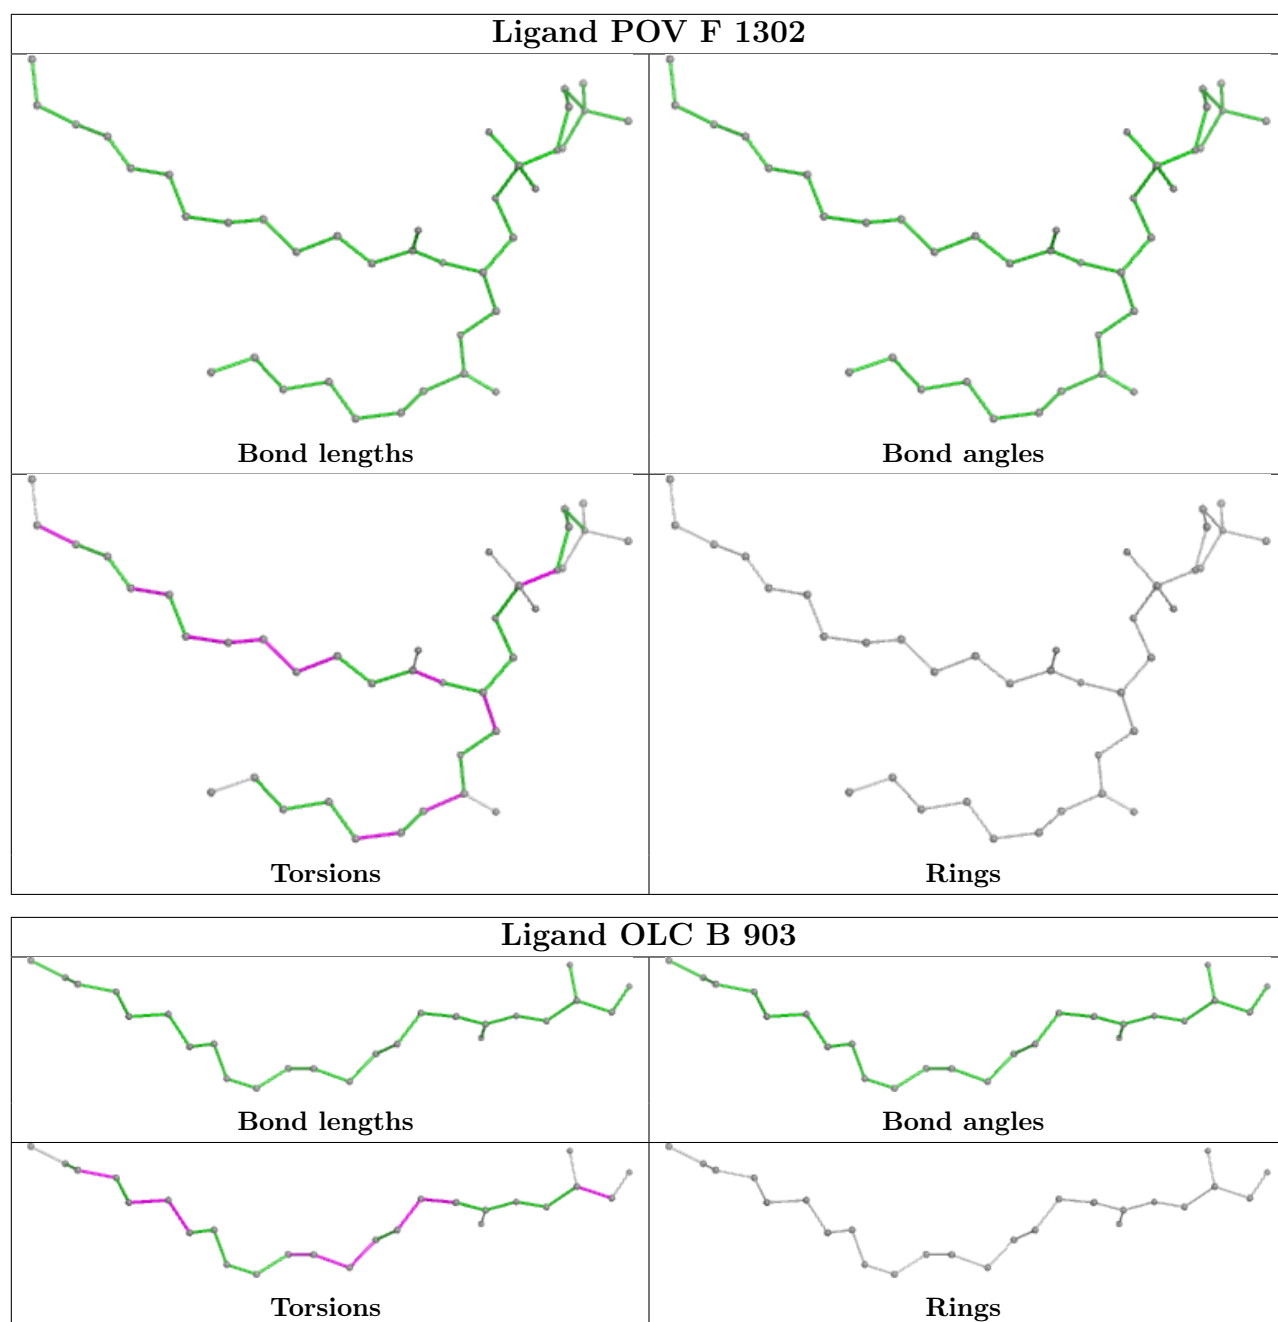 Ligand POV F 1302
Bond lengths
Bond angles
Torsions
Rings
Ligand OLC B 903
Bond lengths
Bond angles
Torsions
Rings